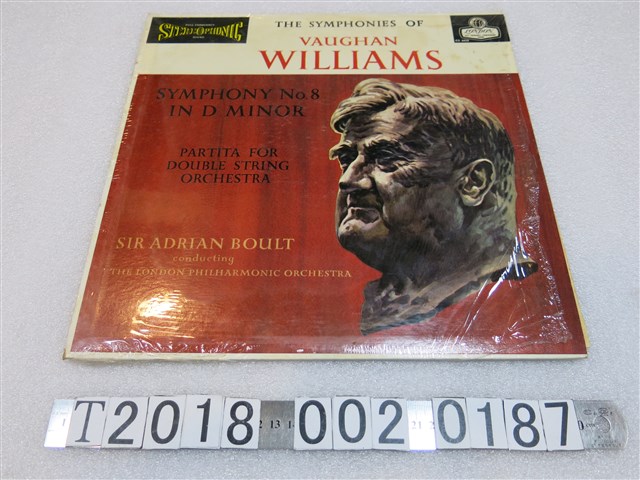 STEREOPHONIC
THE SYMPHONIES OF
VAUGHAN
WILLIAMS
LONDON
SYMPHONY No. 8
IN D MINOR
PARTITA FOR
DOUBLE STRING
ORCHESTRA
SIR ADRIAN BOULT
conducting
THE LONDON PHILHARMONIC ORCHESTRA
T2018 002 0187